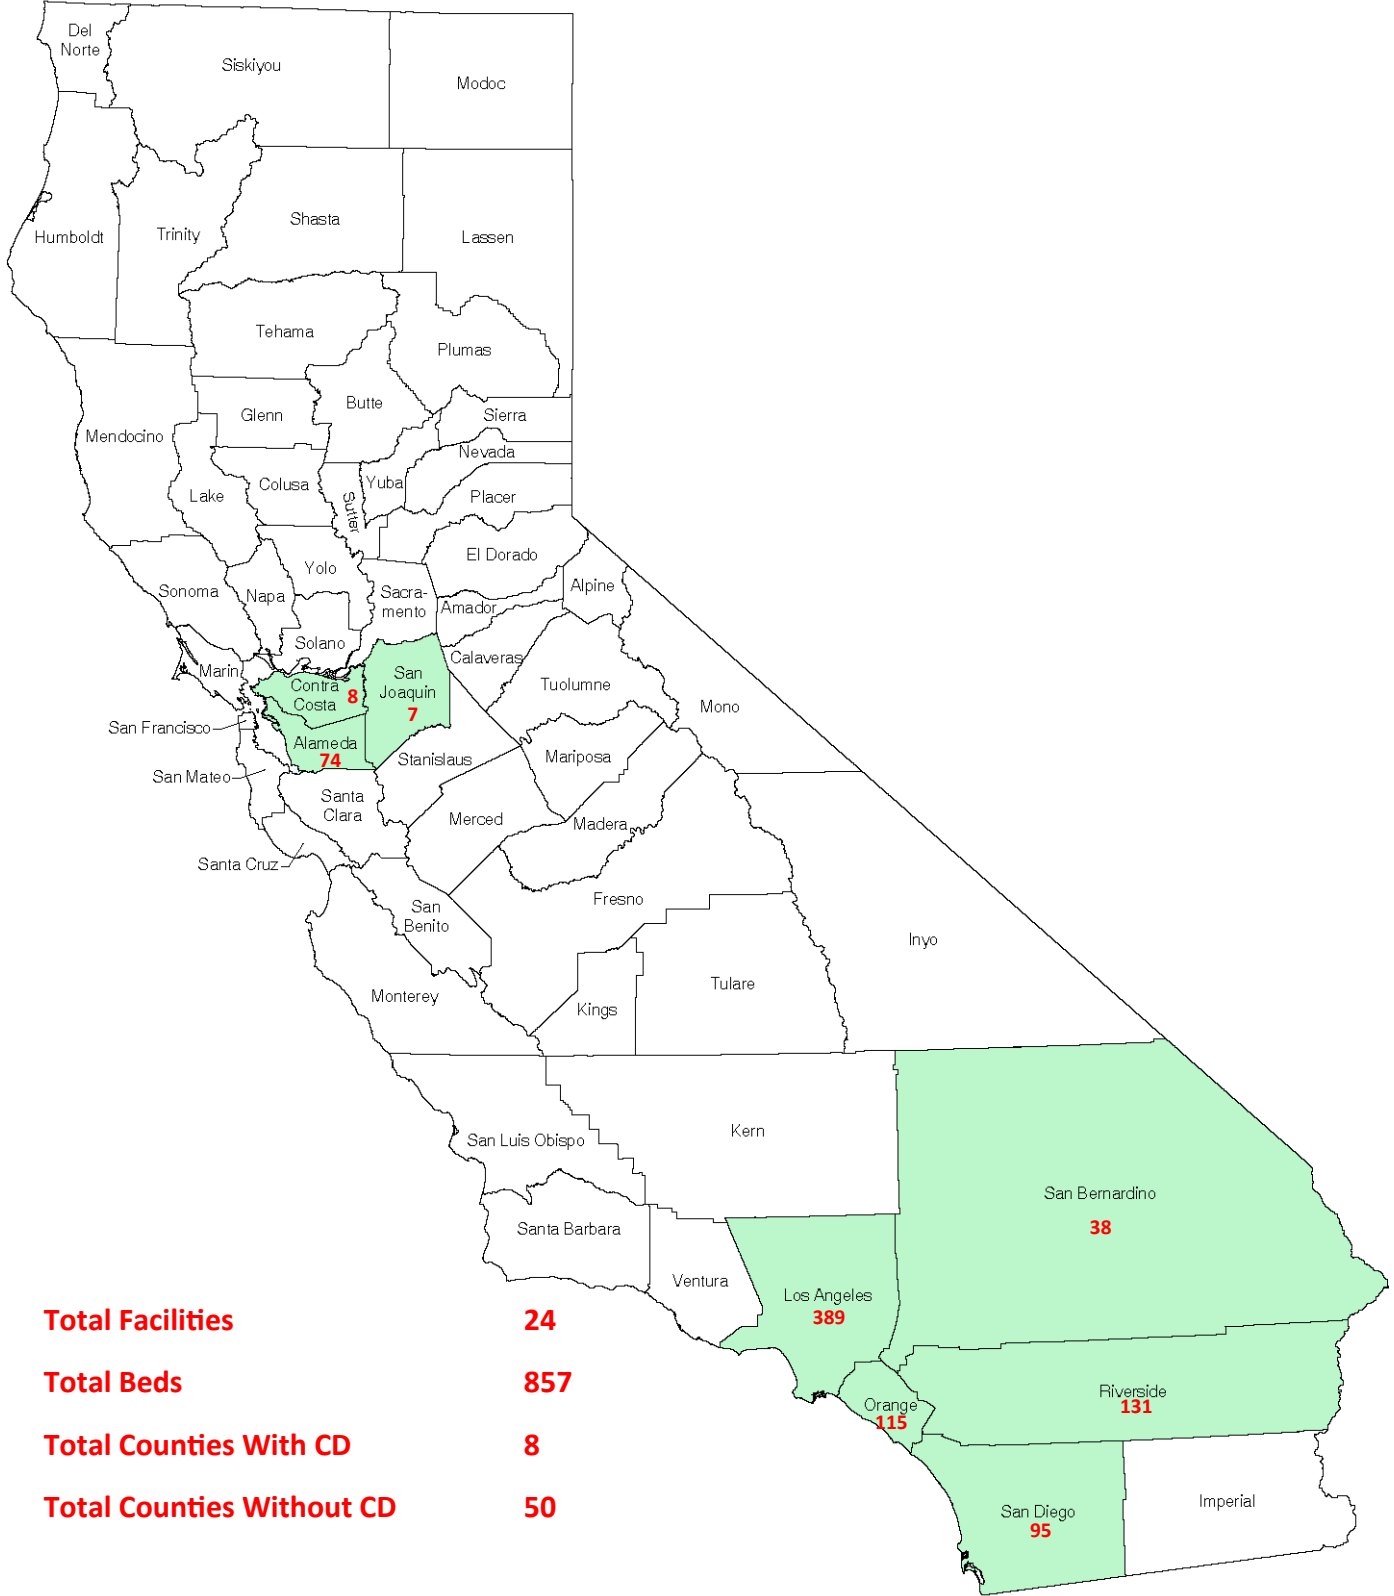 Del
Norte
Siskiyou
Modoc
Humboldt
Trinity
Shasta
Lassen
Tehama
Plumas
Glenn
Butte
Sierra
Mendocino
Nevada
Lake
Colusa
Sutter
Yuba
Placer
El Dorado
Yolo
Sonoma
Napa
Sacra-
mento
Amador
Alpine
Solano
Marin
Calaveras
Contra
Costa
8
San
Joaquin
7
Tuolumne
Mono
San Francisco
Alameda
74
Stanislaus
Mariposa
San Mateo
Santa
Clara
Merced
Madera
Santa Cruz
San
Benito
Fresno
Inyo
Monterey
Kings
Tulare
San Luis Obispo
Kern
San Bernardino
38
Santa Barbara
Ventura
Los Angeles
389
Riverside
131
Orange
115
San Diego
95
Imperial
Total Facilities 24
Total Beds 857
Total Counties With CD 8
Total Counties Without CD 50